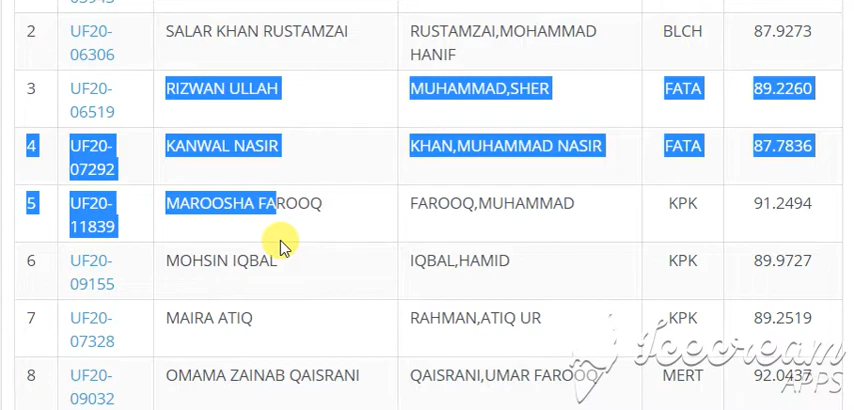 2 UF20- SALAR KHAN RUSTAMZAI RUSTAMZAI,MOHAMMAD BLCH 87.9273
06306 HANIF
3 UF20- RIZWAN ULLAH MUHAMMAD,SHER FATA 89.2260
06519
4 UF20- KANWAL NASIR KHAN,MUHAMMAD NASIR FATA 87.7836
07292
5 UF20- MAROOSHA FAROOQ FAROOQ,MUHAMMAD KPK 91.2494
11839
6 UF20- MOHSIN IQBAL IQBAL,HAMID KPK 89.9727
09155
7 UF20- MAIRA ATIQ RAHMAN,ATIQ UR KPK 89.2519
07328
8 UF20- OMAMA ZAINAB QAISRANI QAISRANI,UMAR FAROOQ MERT 92.0437
09032
Icecream
APPS